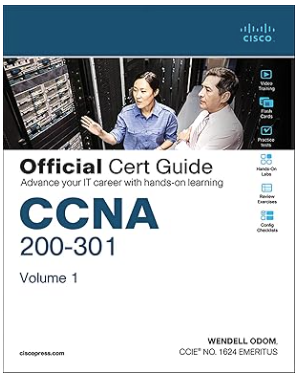 CISCO.
Video
Training
Flash
Cards
Practice
Tests
Official Cert Guide
Advance your IT career with hands-on learning
Hands-On
Labs
CCNA
200-301
Review
Exercises
Config
Checklists
Volume 1
WENDELL ODOM,
CCIE® NO. 1624 EMERITUS
ciscopress.com